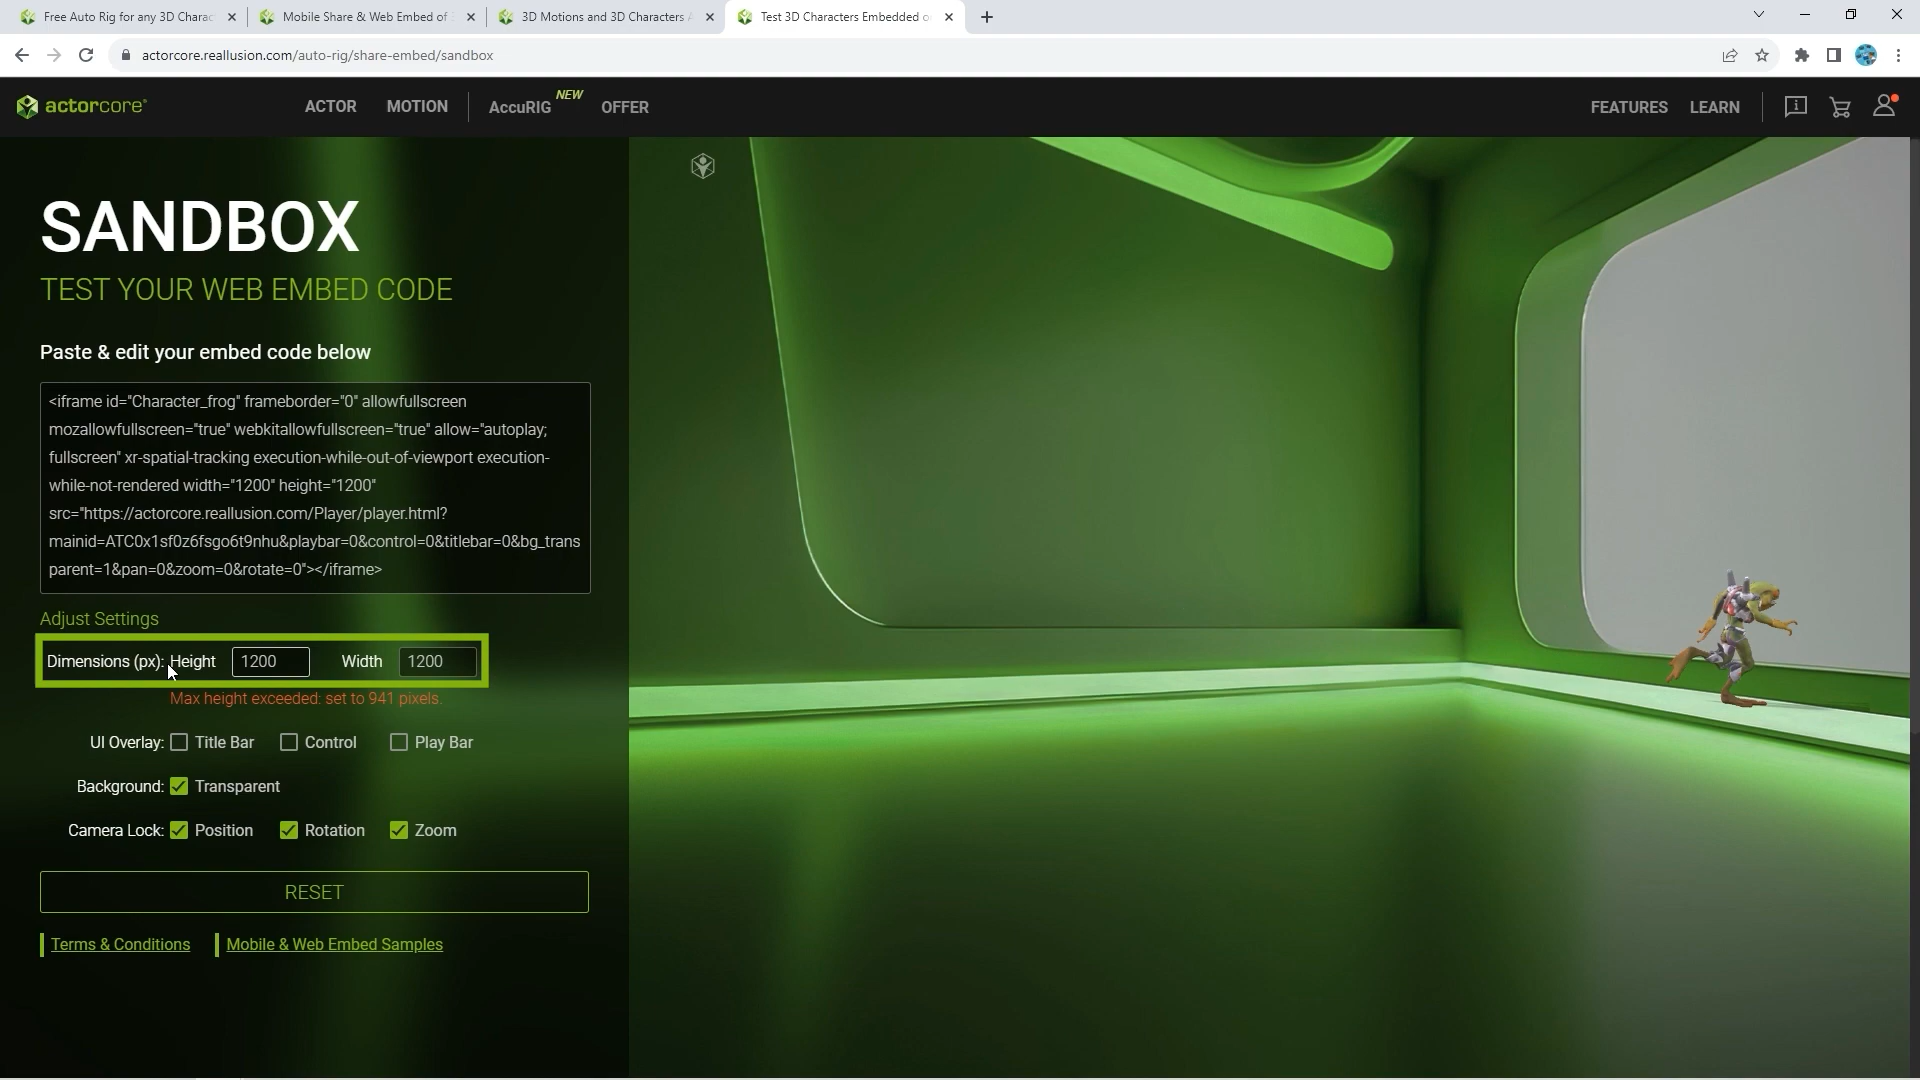 Free Auto Rig for any 3D Charac
Mobile Share & Web Embed of
3D Motions and 3D Characters
Test 3D Characters Embedded o
actorcore.reallusion.com/auto-rig/share-embed/sandbox
actorcore
ACTOR
MOTION
AccuRIG
NEW
OFFER
FEATURES
LEARN
SANDBOX
TEST YOUR WEB EMBED CODE
Paste & edit your embed code below
<iframe id="Character_frog" frameborder="0" allowfullscreen
mozallowfullscreen="true" webkitallowfullscreen="true" allow="autoplay;
fullscreen" xr-spatial-tracking execution-while-out-of-viewport execution-
while-not-rendered width="1200" height="1200"
src="https://actorcore.reallusion.com/Player/player.html?
mainid=ATC0x1sf0z6fsgo6t9nhu&playbar=0&control=0&titlebar=0&bg_trans
parent=1&pan=0&zoom=0&rotate=0"></iframe>
Adjust Settings
Dimensions (px): Height 1200 Width 1200
Max height exceeded: set to 941 pixels.
UI Overlay: Title Bar Control Play Bar
Background: Transparent
Camera Lock: Position Rotation Zoom
RESET
Terms & Conditions
Mobile & Web Embed Samples